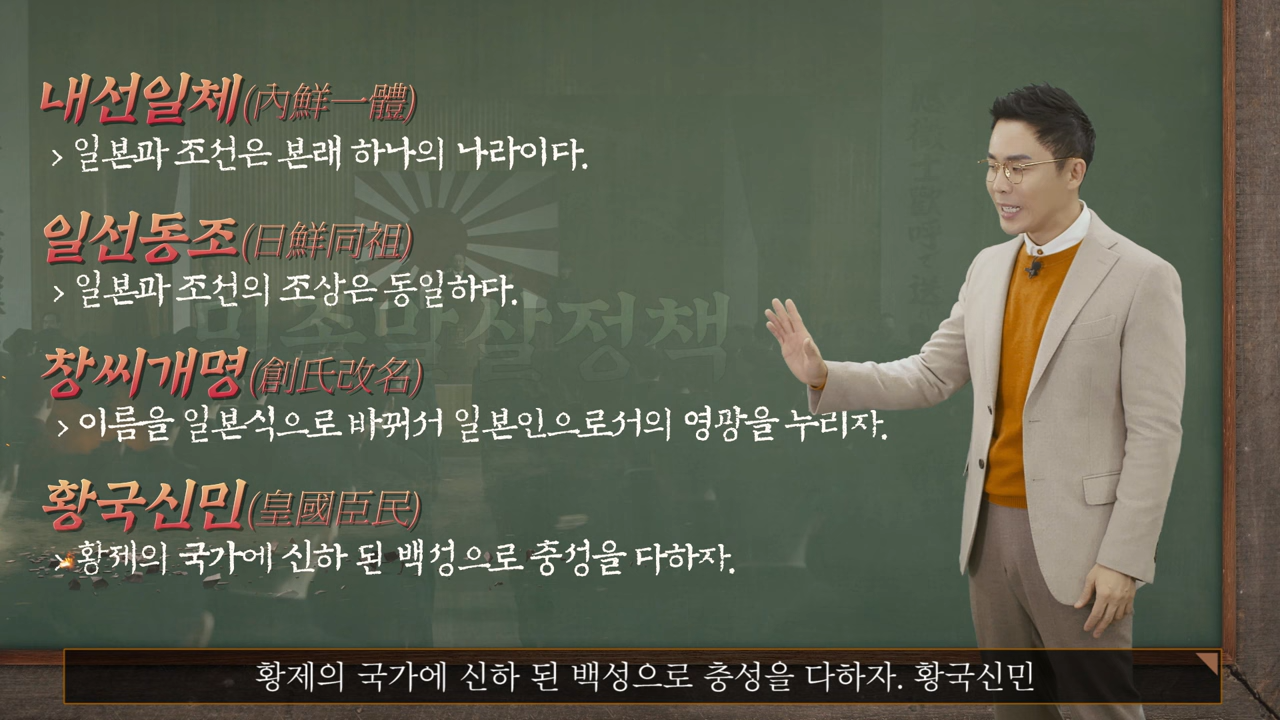 내선일체(內鮮一體)
> 일본과 조선은 본래 하나의 나라이다.
일선동조(日鮮同祖)
> 일본과 조선의 조상은 동일하다.
민족말살정책
창씨개명(創氏改名)
> 이름을 일본식으로 바꿔서 일본인으로서의 영광을 누리자.
황국신민(皇國臣民)
> 황제의 국가에 신하 된 백성으로 충성을 다하자.
황제의 국가에 신하 된 백성으로 충성을 다하자. 황국신민